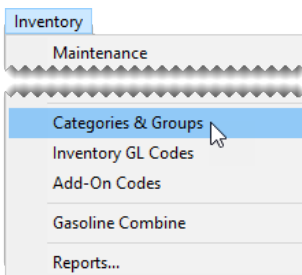 Inventory
Maintenance
Categories & Groups
Inventory GL Codes
Add-On Codes
Gasoline Combine
Reports...